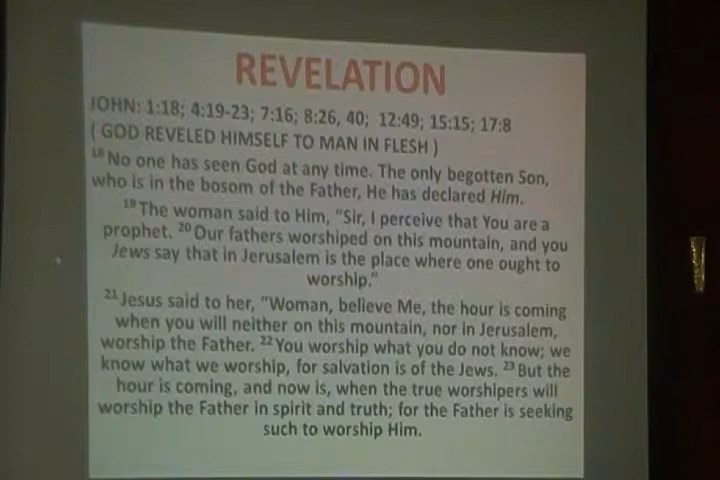 REVELATION
JOHN: 1:18; 4:19-23; 7:16; 8:26, 40; 12:49; 15:15; 17:8
( GOD REVELED HIMSELF TO MAN IN FLESH )
18 No one has seen God at any time. The only begotten Son,
who is in the bosom of the Father, He has declared Him.
19 The woman said to Him, “Sir, I perceive that You are a
prophet. 20 Our fathers worshiped on this mountain, and you
Jews say that in Jerusalem is the place where one ought to
worship.”
21 Jesus said to her, “Woman, believe Me, the hour is coming
when you will neither on this mountain, nor in Jerusalem,
worship the Father. 22 You worship what you do not know; we
know what we worship, for salvation is of the Jews. 23 But the
hour is coming, and now is, when the true worshipers will
worship the Father in spirit and truth; for the Father is seeking
such to worship Him.